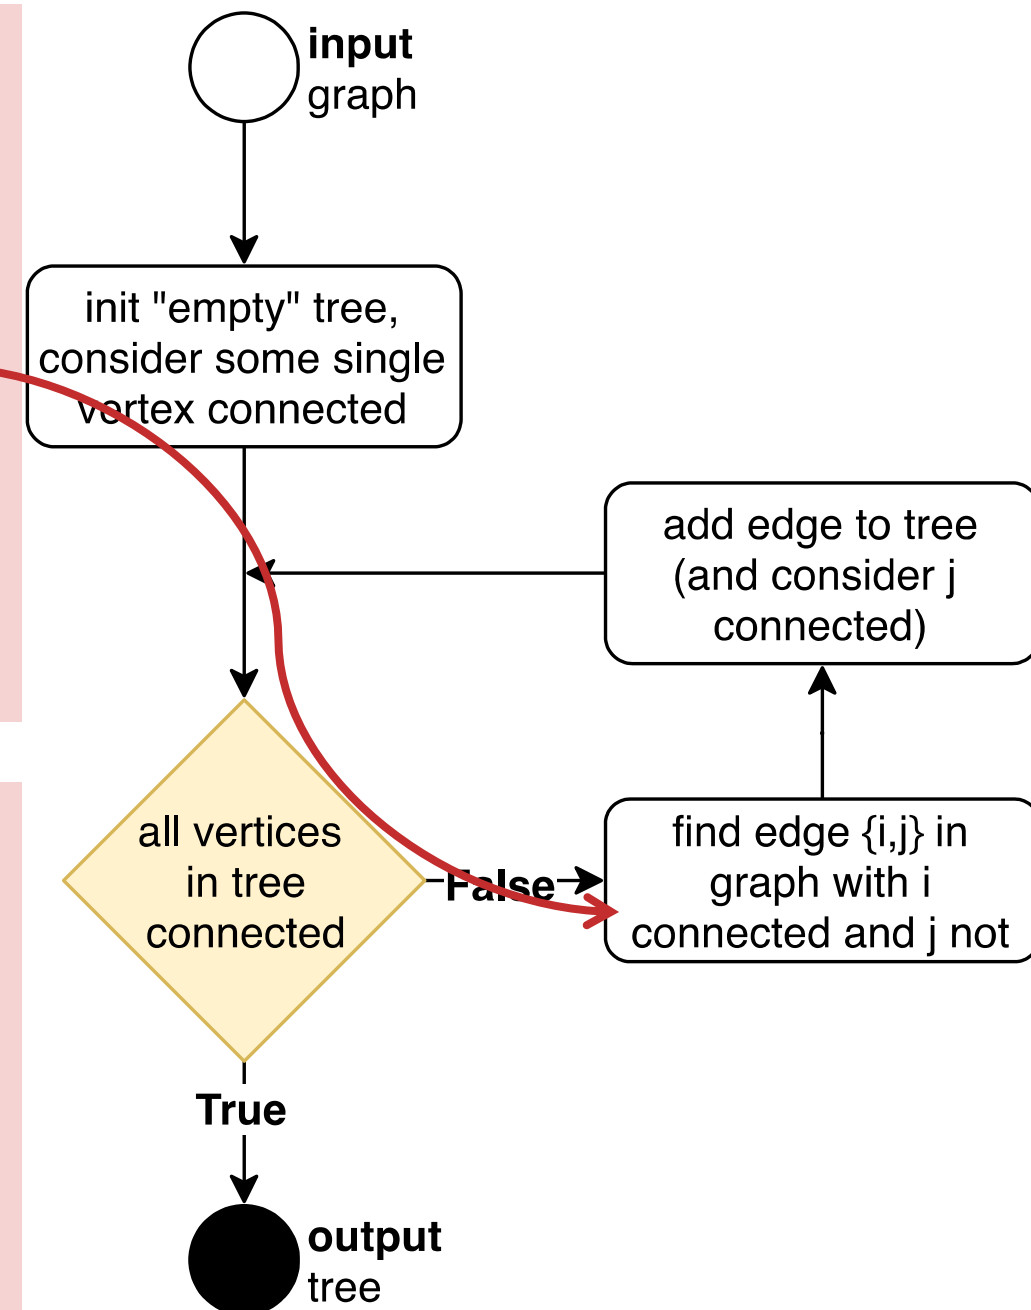 input
graph
init "empty" tree,
consider some single
vertex connected
add edge to tree
(and consider j
connected)
all vertices
in tree
connected
False
find edge {i,j} in
graph with i
connected and j not
True
output
tree